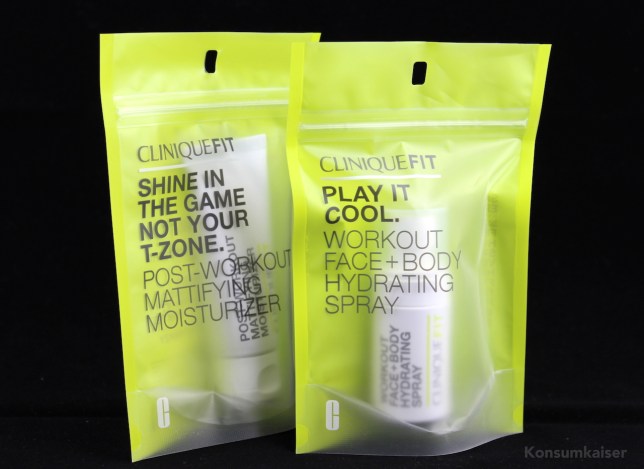 CLINIQUEFIT
SHINE IN
THE GAME
NOT YOUR
T-ZONE.
POST-WORKOUT
MATTIFYING
MOISTURIZER
C
CLINIQUEFIT
PLAY IT
COOL.
WORKOUT
FACE+BODY
HYDRATING
SPRAY
WORKOUT
FACE+BODY
HYDRATING
SPRAY
CLINIQUEFIT
C
Konsumkaiser